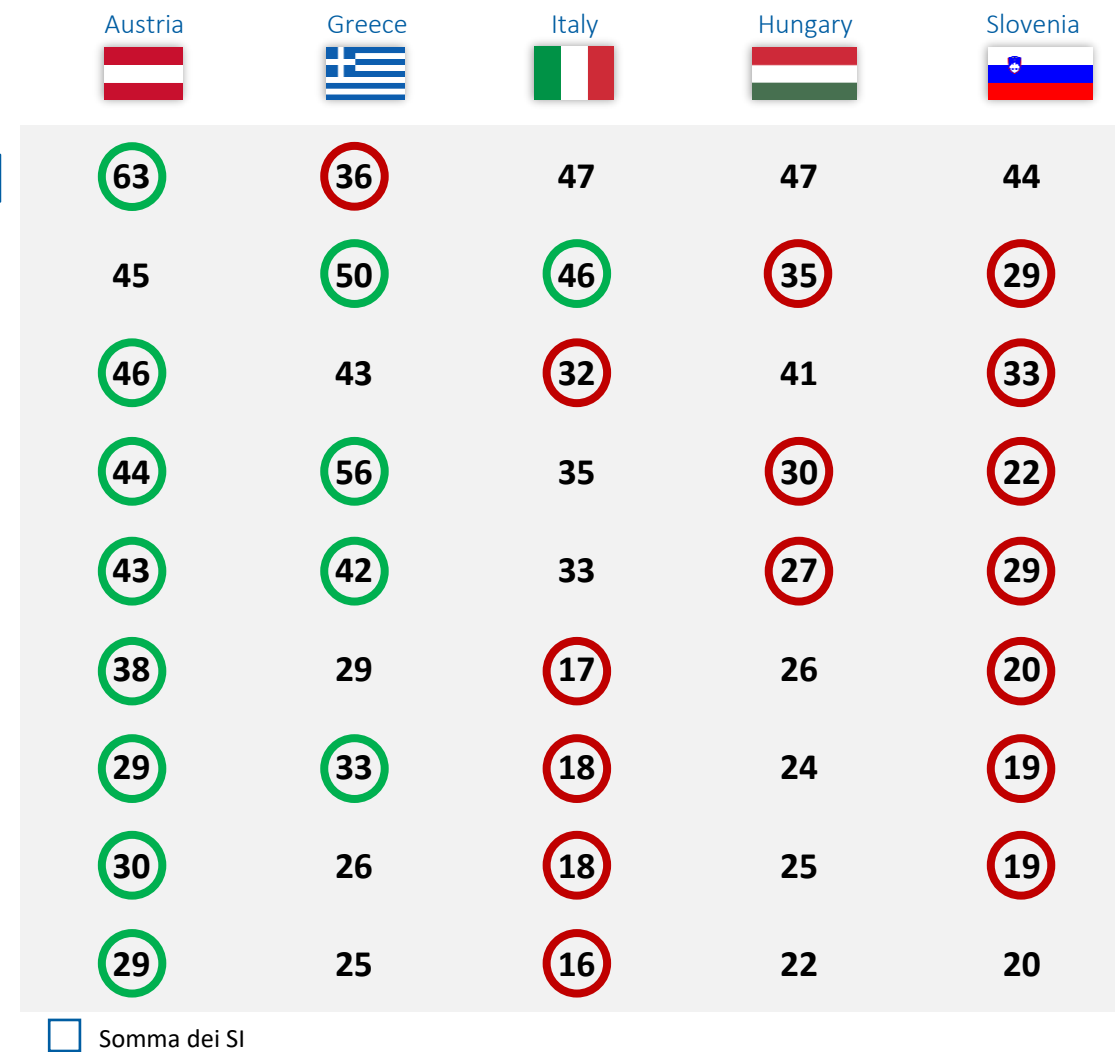 Austria Greece Italy Hungary Slovenia
63 36 47 47 44
45 50 46 35 29
46 43 32 41 33
44 56 35 30 22
43 42 33 27 29
38 29 17 26 20
29 33 18 24 19
30 26 18 25 19
29 25 16 22 20
Somma dei SI